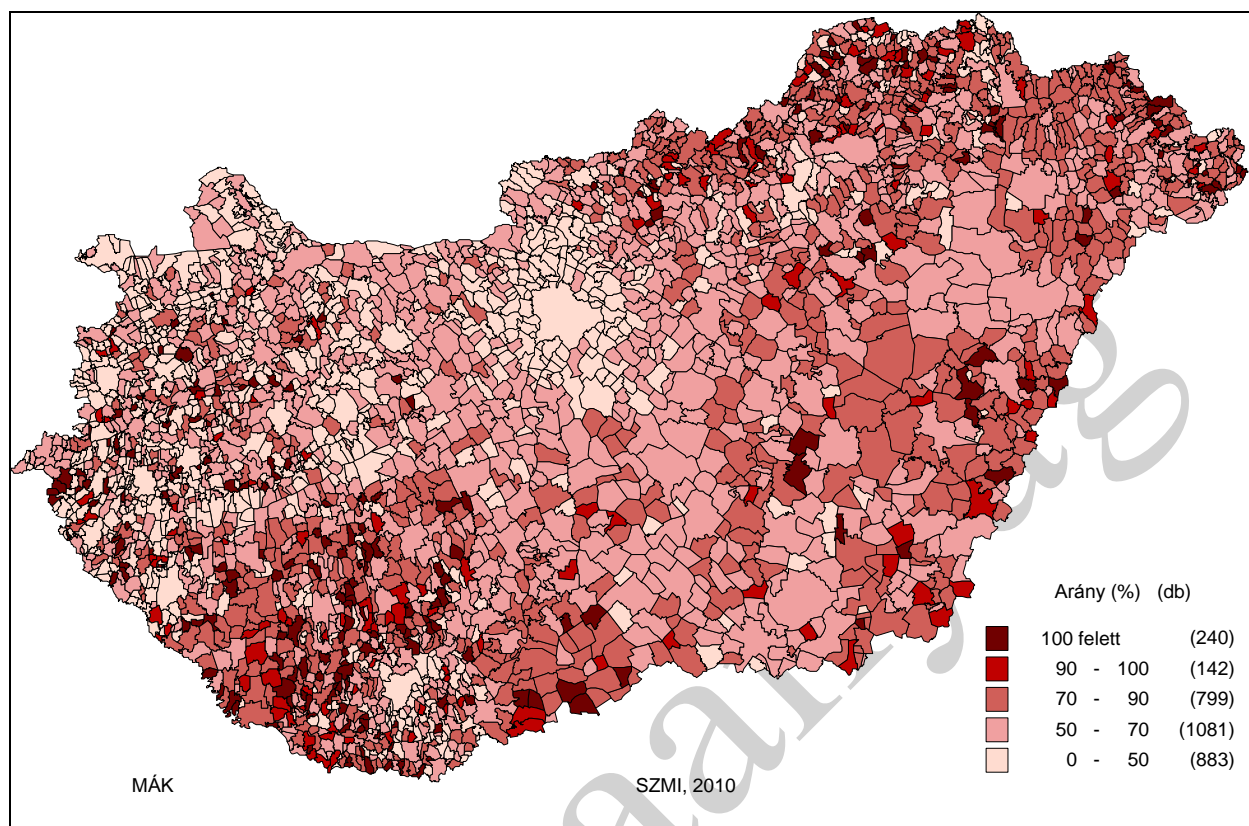 Arány (%) (db)
100 felett (240)
90 - 100 (142)
70 - 90 (799)
50 - 70 (1081)
0 - 50 (883)
MÁK
SZMI, 2010